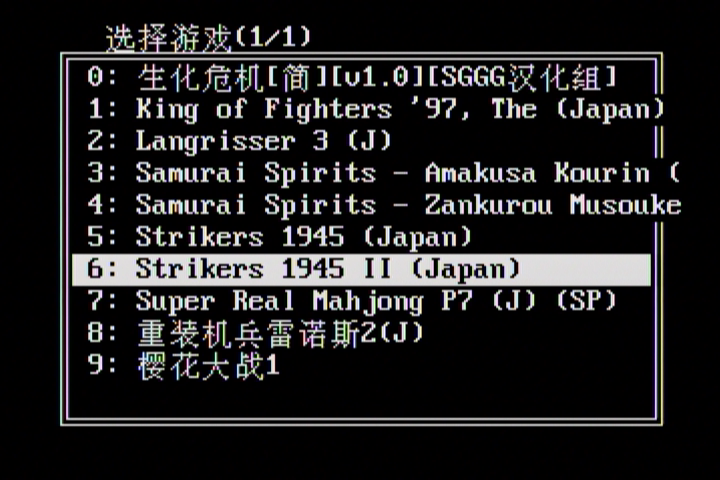 选择游戏(1/1)
0: 生化危机[简][v1.0][SGGG汉化组]
1: King of Fighters '97, The (Japan)
2: Langrisser 3 (J)
3: Samurai Spirits - Amakusa Kourin (
4: Samurai Spirits - Zankurou Musouke
5: Strikers 1945 (Japan)
6: Strikers 1945 II (Japan)
7: Super Real Mahjong P7 (J) (SP)
8: 重装机兵雷诺斯2(J)
9: 樱花大战1